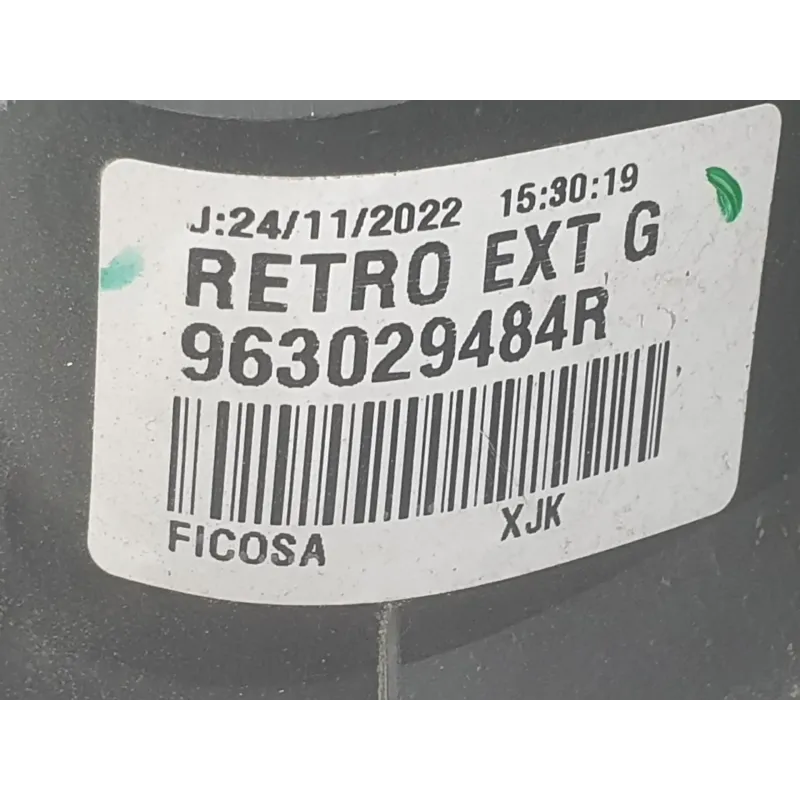 J:24/11/2022 15:30:19
RETRO EXT G
963029484R
FICOSA XJK